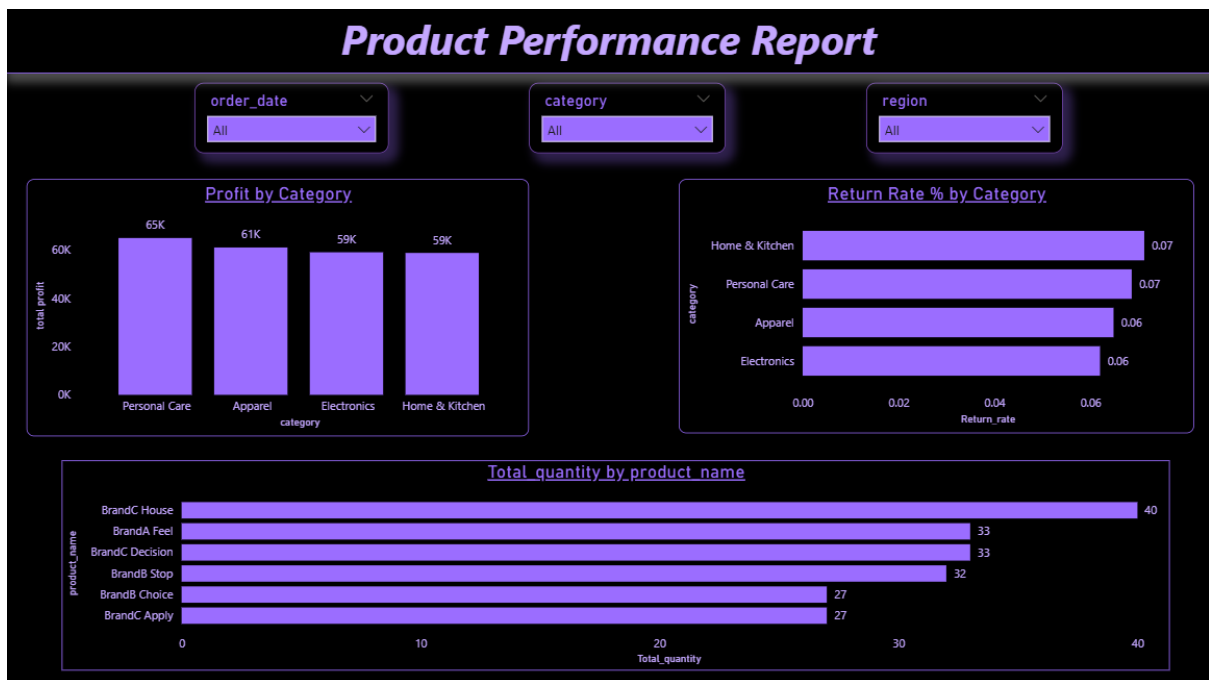 Product Performance Report
order_date
All
category
All
region
All
Profit by Category
total profit
60K
40K
20K
0K
65K
61K
59K
59K
Personal Care
Apparel
Electronics
Home & Kitchen
category
Return Rate % by Category
category
Home & Kitchen
0.07
Personal Care
0.07
Apparel
0.06
Electronics
0.06
0.00
0.02
0.04
0.06
Return_rate
Total_quantity by product_name
product_name
BrandC House
40
BrandA Feel
33
BrandC Decision
33
BrandB Stop
32
BrandB Choice
27
BrandC Apply
27
0
10
20
30
40
Total_quantity